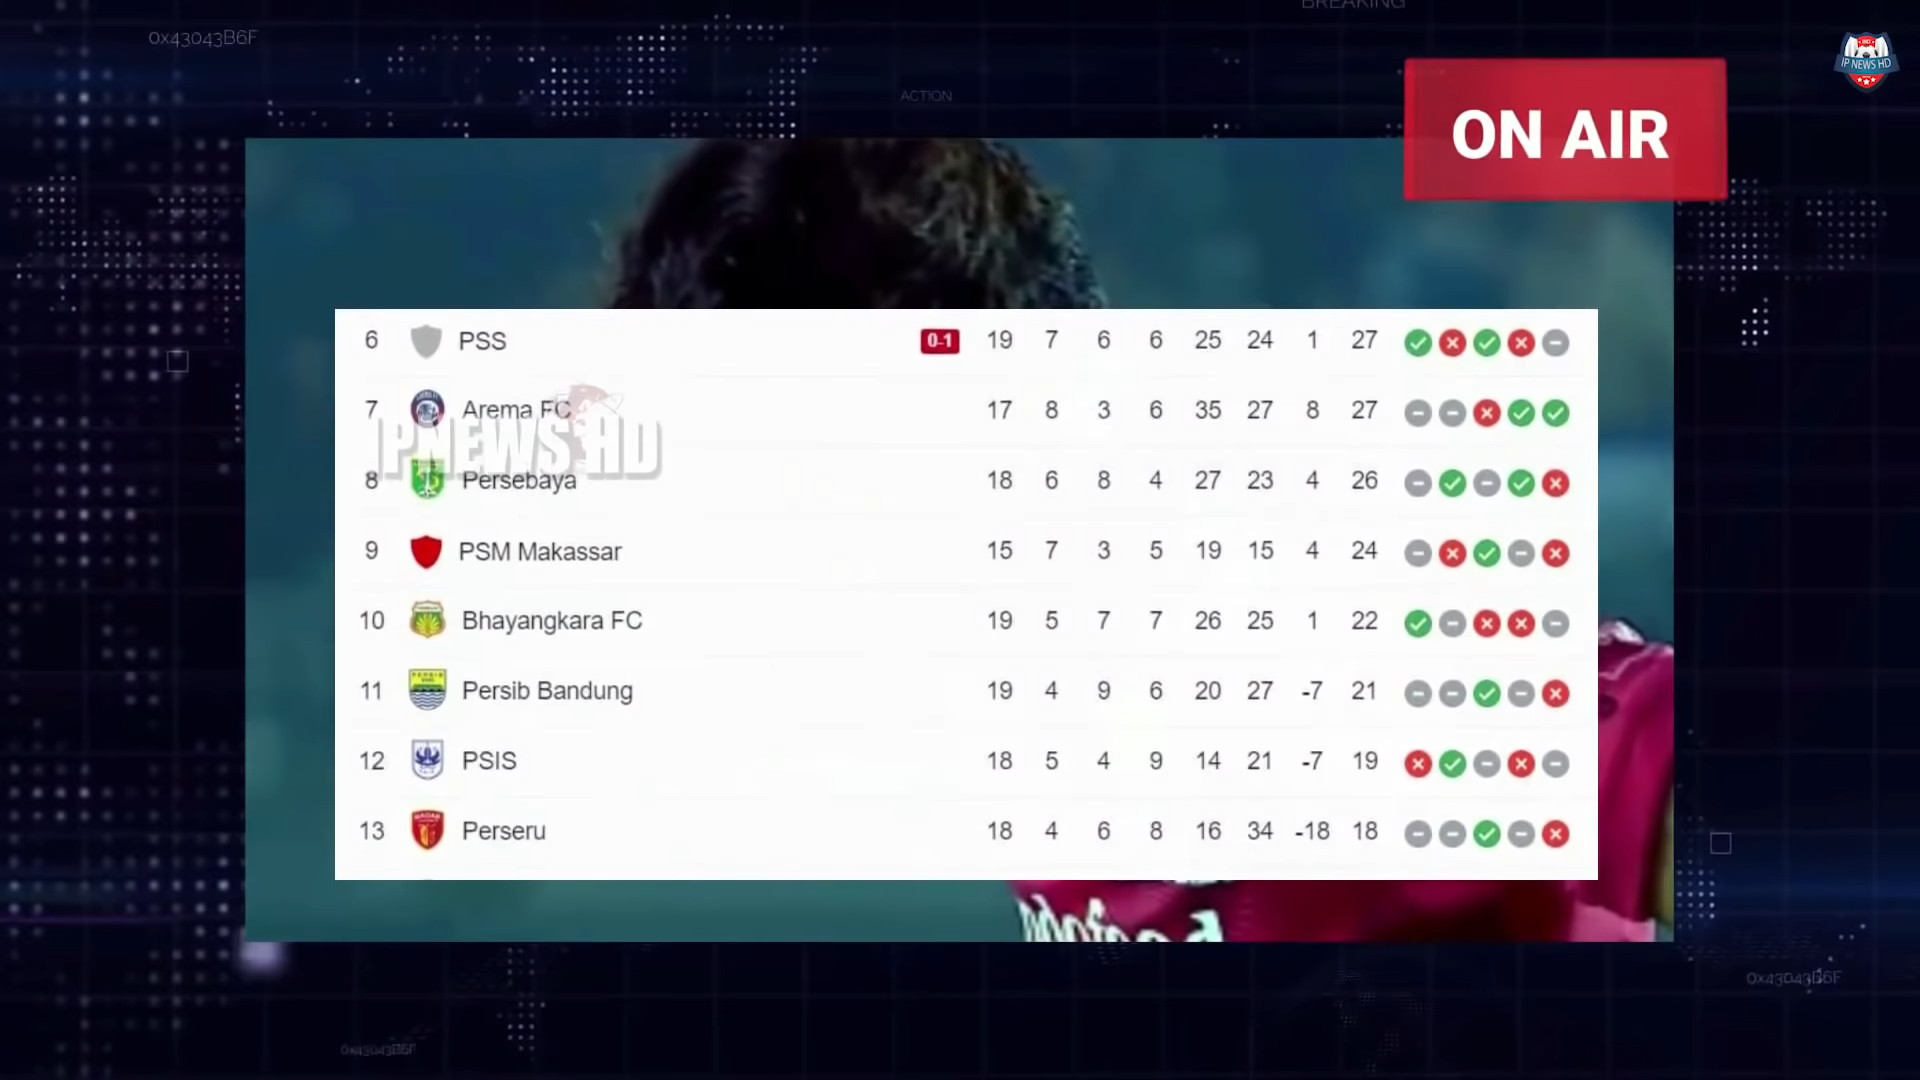 BREAKING
0x43043B6F
IP NEWS HD
ACTION
ON AIR
6 PSS 0-1 19 7 6 6 25 24 1 27
7 Arema FC 17 8 3 6 35 27 8 27
IPNEWS HD
8 Persebaya 18 6 8 4 27 23 4 26
9 PSM Makassar 15 7 3 5 19 15 4 24
10 Bhayangkara FC 19 5 7 7 26 25 1 22
11 Persib Bandung 19 4 9 6 20 27 -7 21
12 PSIS 18 5 4 9 14 21 -7 19
13 Perseru 18 4 6 8 16 34 -18 18
0x43043B6F
0x43043B6F